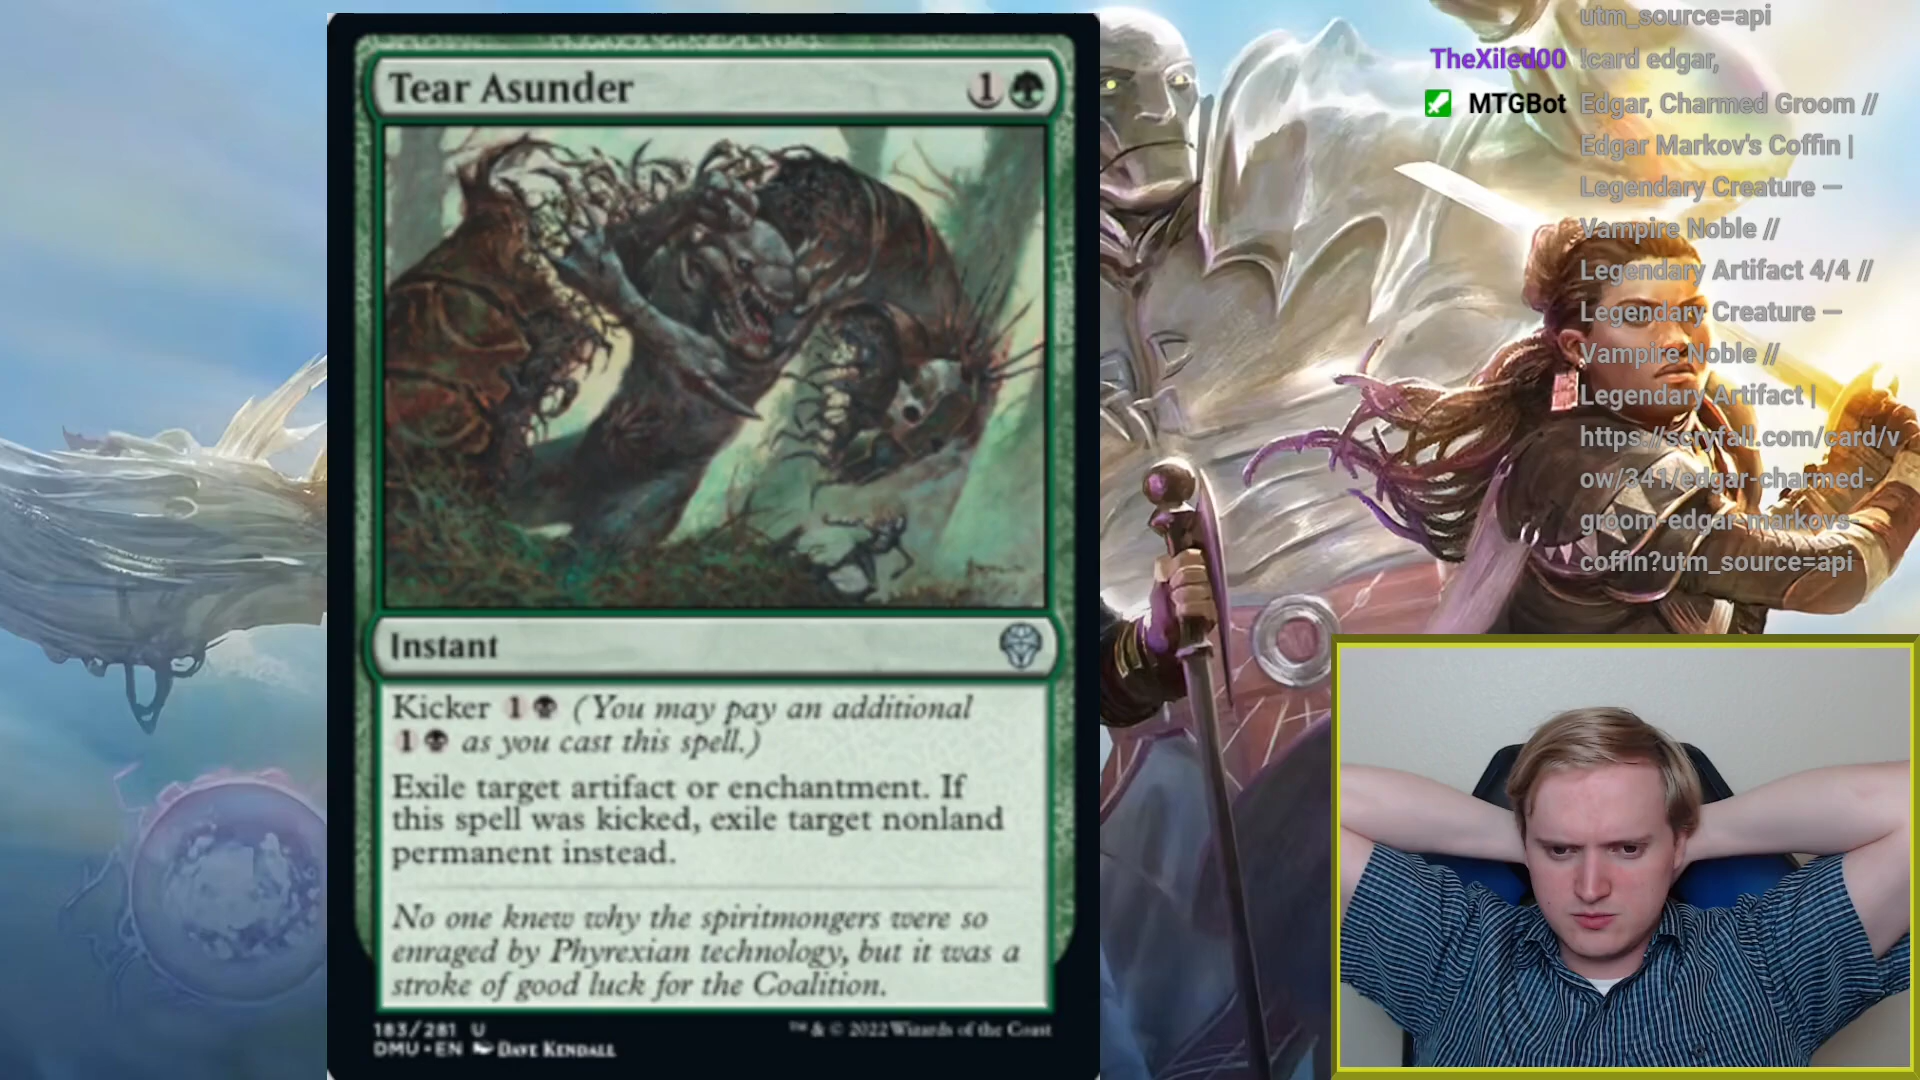 Tear Asunder 1
Instant
Kicker 1 (You may pay an additional
1 as you cast this spell.)
Exile target artifact or enchantment. If
this spell was kicked, exile target nonland
permanent instead.
No one knew why the spiritmongers were so
enraged by Phyrexian technology, but it was a
stroke of good luck for the Coalition.
183/281 U
™ & © 2022 Wizards of the Coast
DMU • EN Dave Kendall
utm_source=api
TheXiled00 !card edgar,
MTGBot Edgar, Charmed Groom //
Edgar Markov's Coffin |
Legendary Creature —
Vampire Noble //
Legendary Artifact 4/4 //
Legendary Creature —
Vampire Noble //
Legendary Artifact |
https://scryfall.com/card/v
ow/341/edgar-charmed-
groom-edgar-markovs-
coffin?utm_source=api